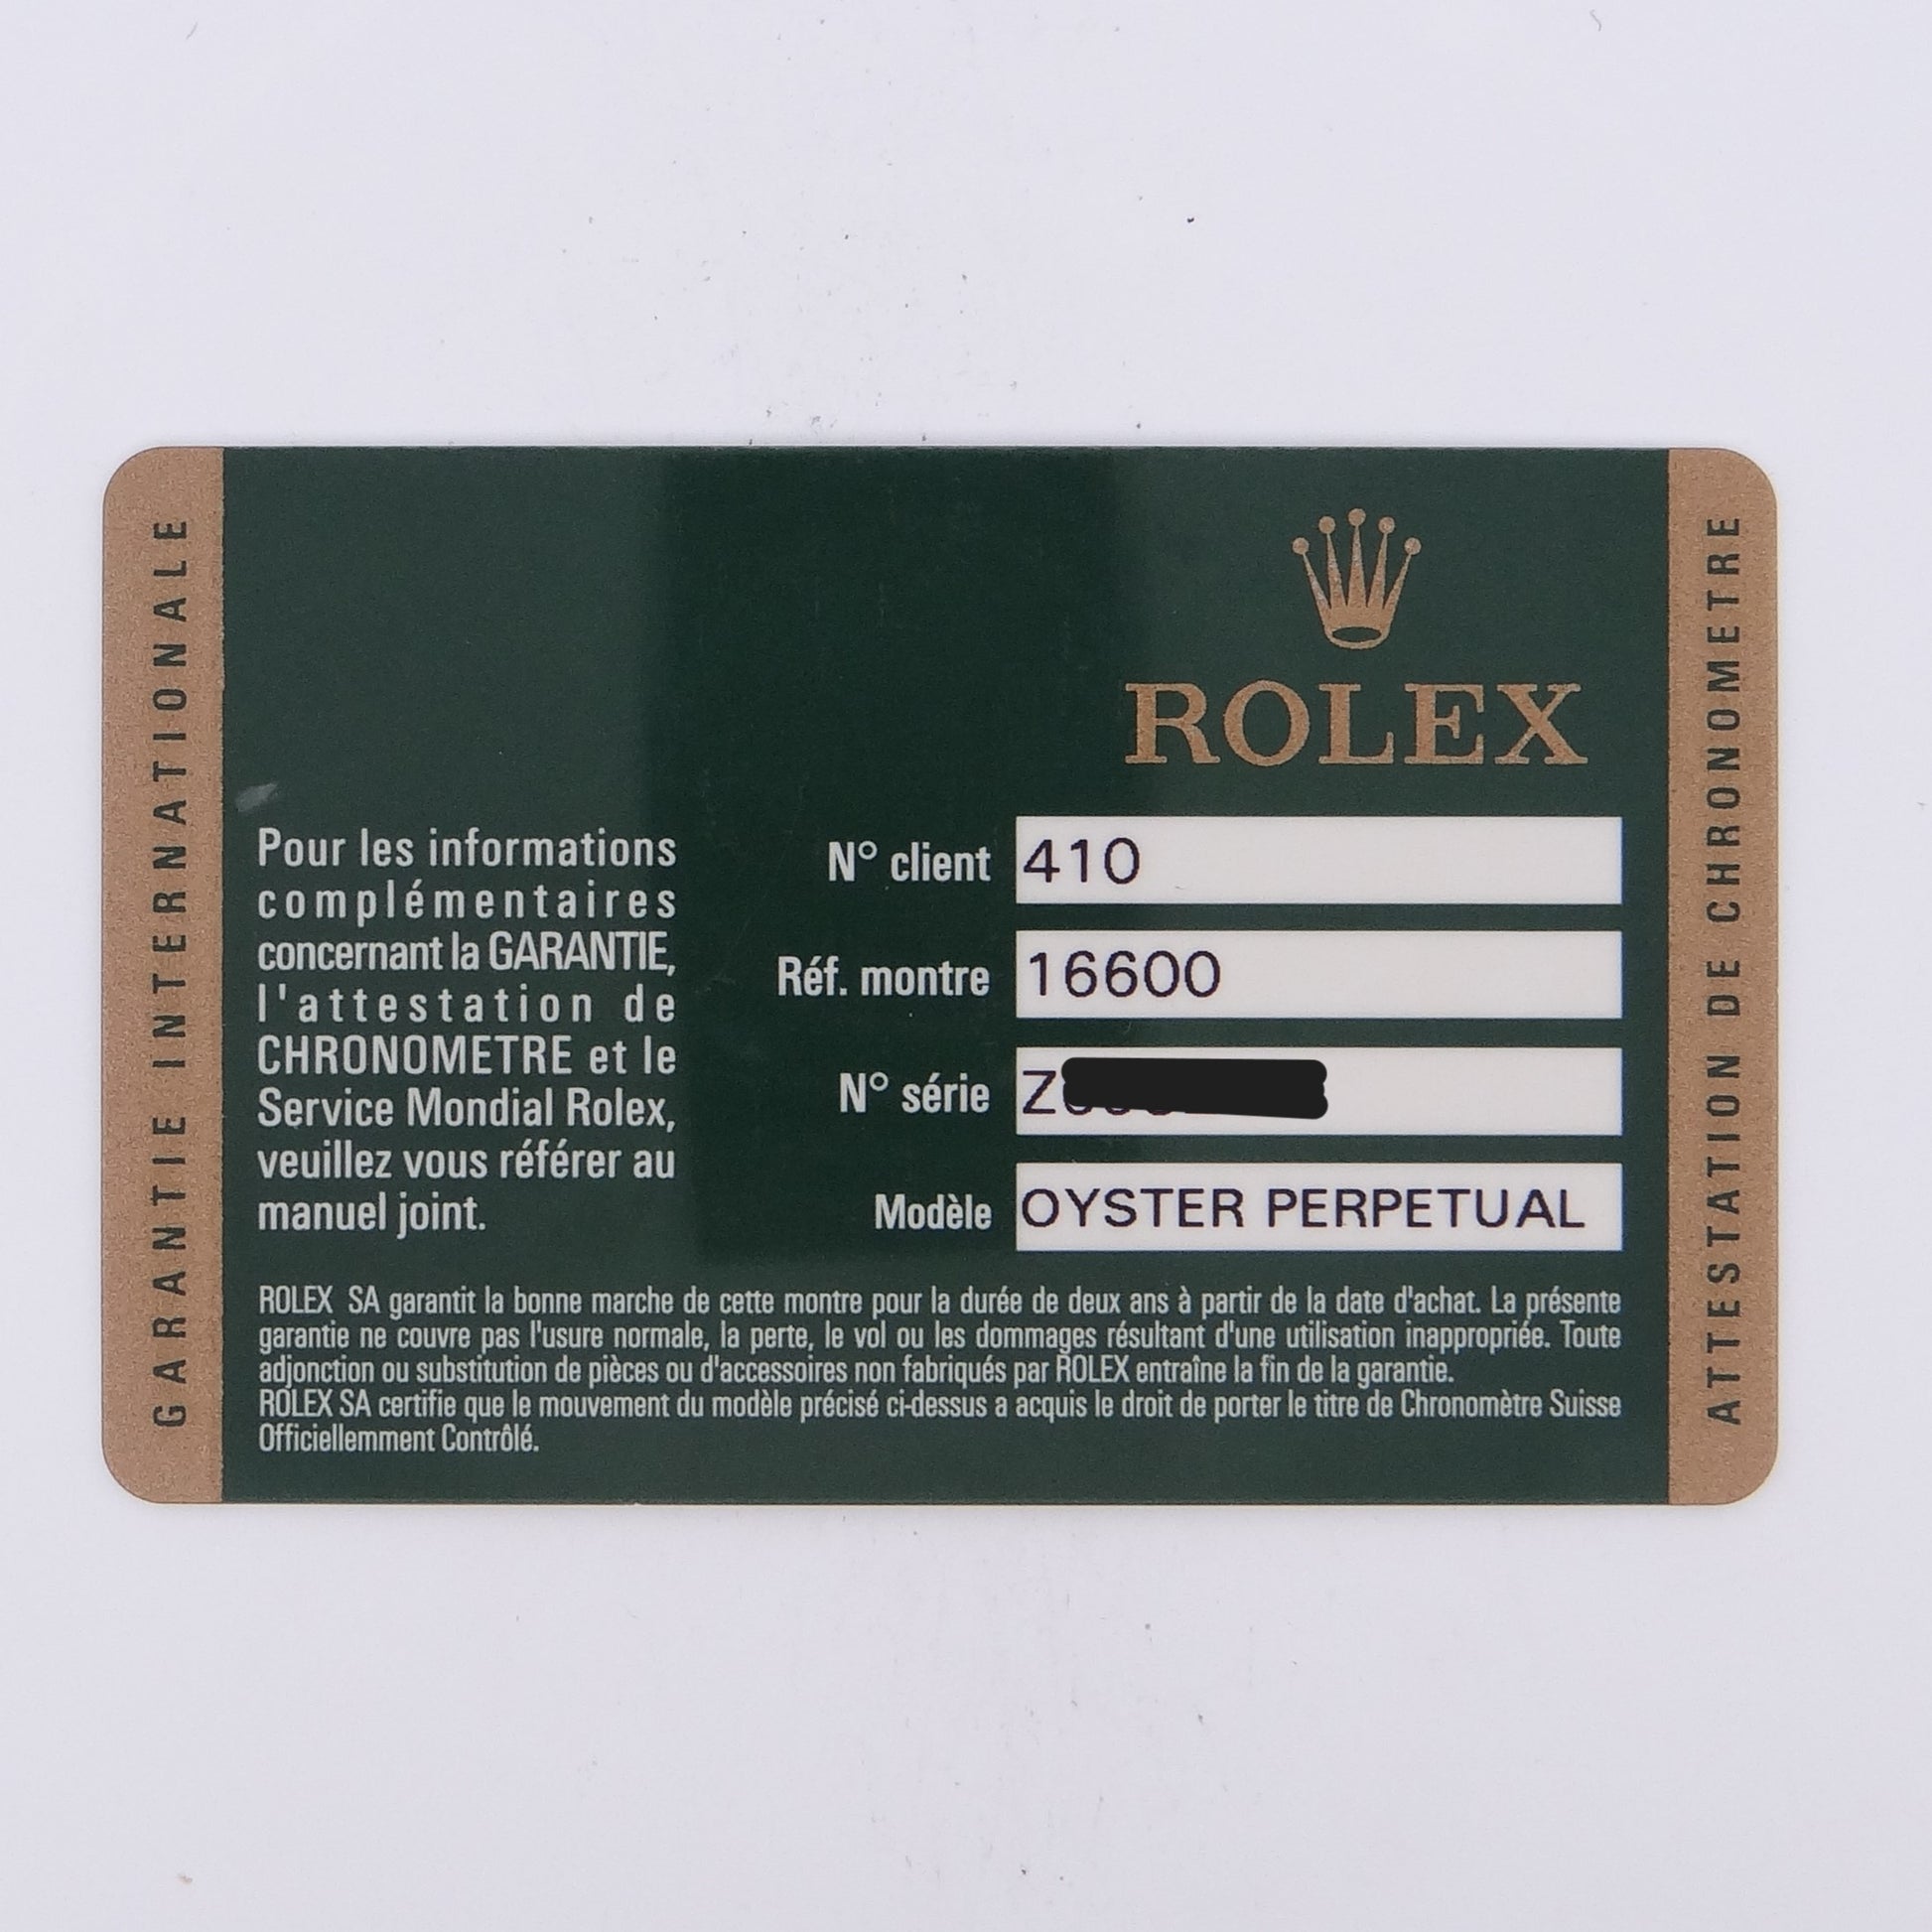 GARANTIE INTERNATIONALE
ROLEX
Pour les informations
complémentaires
concernant la GARANTIE,
l'attestation de
CHRONOMETRE et le
Service Mondial Rolex,
veuillez vous référer au
manuel joint.
N° client 410
Réf. montre 16600
N° série Z
Modèle OYSTER PERPETUAL
ROLEX SA garantit la bonne marche de cette montre pour la durée de deux ans à partir de la date d'achat. La présente
garantie ne couvre pas l'usure normale, la perte, le vol ou les dommages résultant d'une utilisation inappropriée. Toute
adjonction ou substitution de pièces ou d'accessoires non fabriqués par ROLEX entraîne la fin de la garantie.
ROLEX SA certifie que le mouvement du modèle précisé ci-dessus a acquis le droit de porter le titre de Chronomètre Suisse
Officiellemment Contrôlé.
ATTESTATION DE CHRONOMETRE